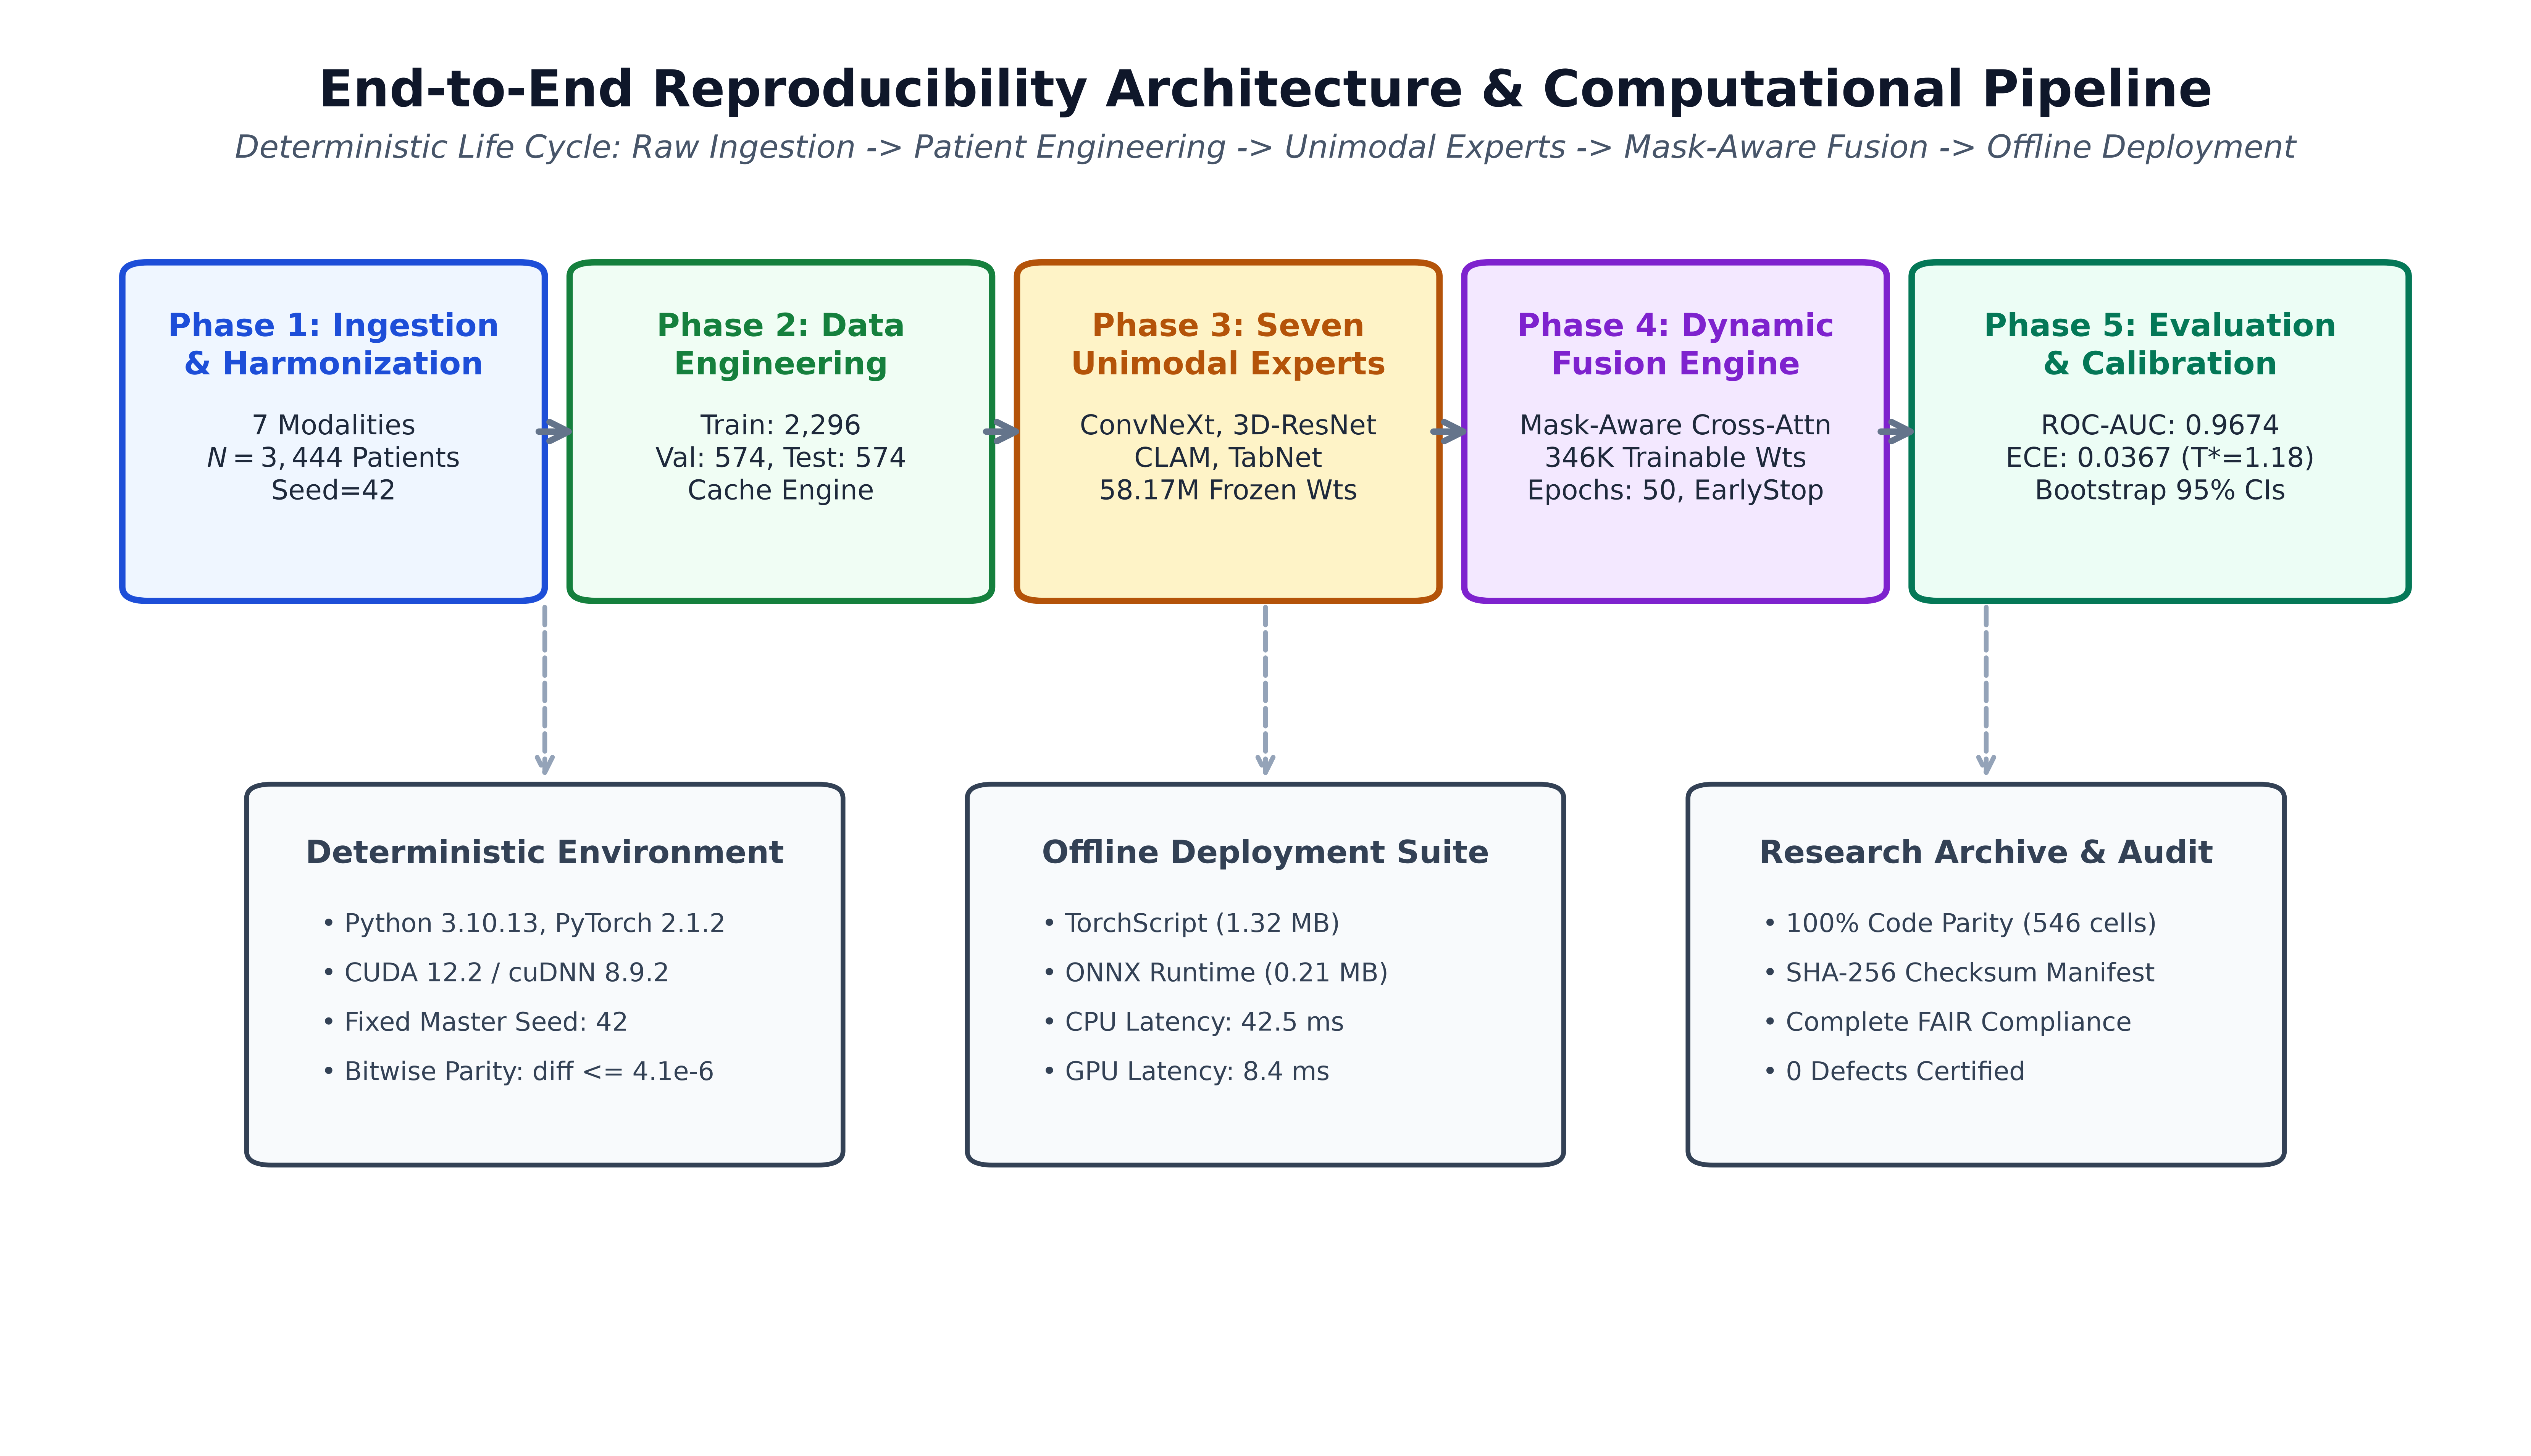 End-to-End Reproducibility Architecture & Computational Pipeline
Deterministic Life Cycle: Raw Ingestion -> Patient Engineering -> Unimodal Experts -> Mask-Aware Fusion -> Offline Deployment
Phase 1: Ingestion
& Harmonization
7 Modalities
N = 3, 444 Patients
Seed=42
Phase 2: Data
Engineering
Train: 2,296
Val: 574, Test: 574
Cache Engine
Phase 3: Seven
Unimodal Experts
ConvNeXt, 3D-ResNet
CLAM, TabNet
58.17M Frozen Wts
Phase 4: Dynamic
Fusion Engine
Mask-Aware Cross-Attn
346K Trainable Wts
Epochs: 50, EarlyStop
Phase 5: Evaluation
& Calibration
ROC-AUC: 0.9674
ECE: 0.0367 (T*=1.18)
Bootstrap 95% CIs
Deterministic Environment
• Python 3.10.13, PyTorch 2.1.2
• CUDA 12.2 / cuDNN 8.9.2
• Fixed Master Seed: 42
• Bitwise Parity: diff <= 4.1e-6
Offline Deployment Suite
• TorchScript (1.32 MB)
• ONNX Runtime (0.21 MB)
• CPU Latency: 42.5 ms
• GPU Latency: 8.4 ms
Research Archive & Audit
• 100% Code Parity (546 cells)
• SHA-256 Checksum Manifest
• Complete FAIR Compliance
• 0 Defects Certified